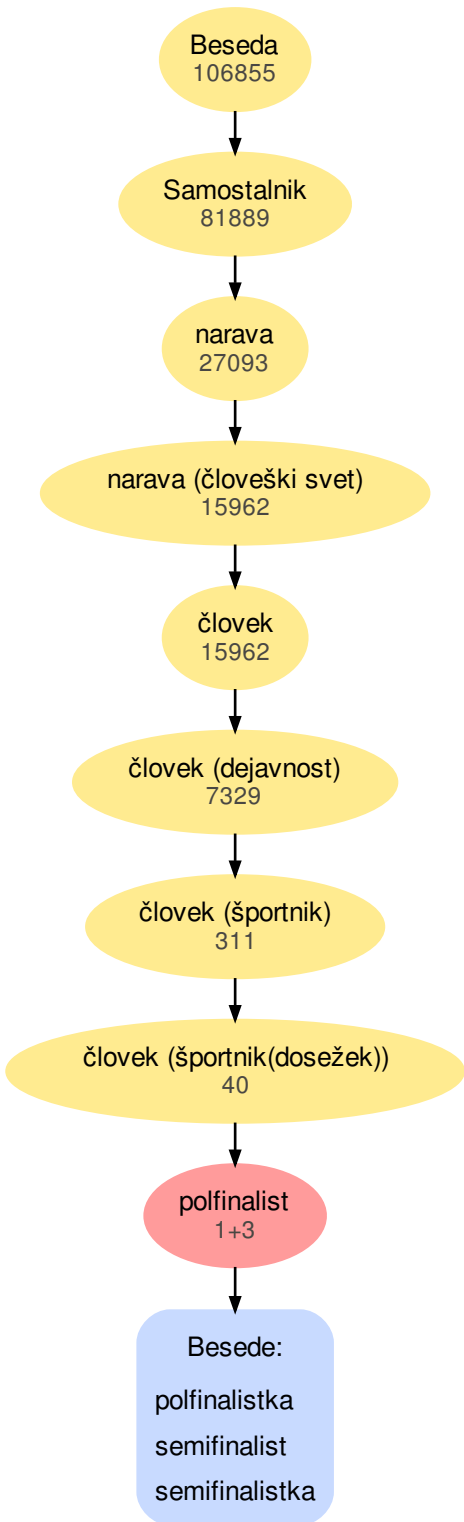 Beseda
106855
Samostalnik
81889
narava
27093
narava (človeški svet)
15962
človek
15962
človek (dejavnost)
7329
človek (športnik)
311
človek (športnik(dosežek))
40
polfinalist
1+3
Besede:
polfinalistka
semifinalist
semifinalistka